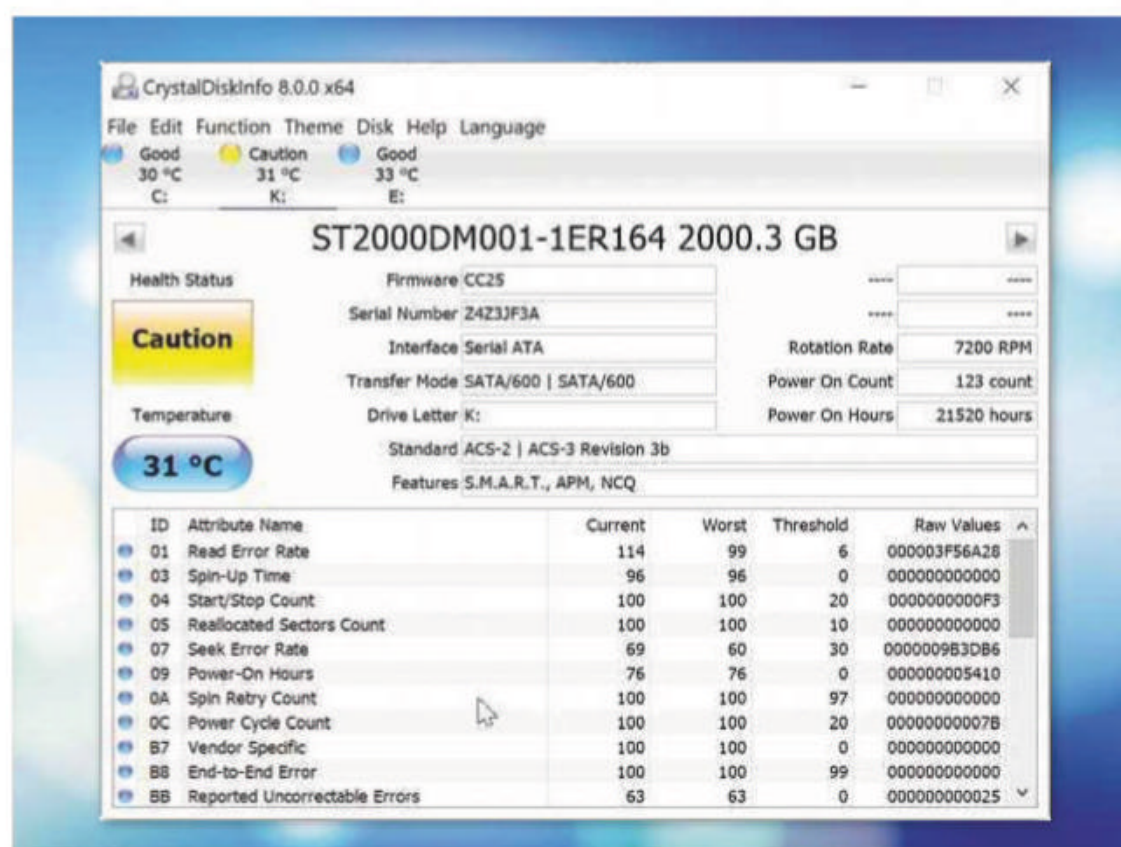 CrystalDiskInfo 8.0.0 x64
File Edit Function Theme Disk Help Language
Good Caution Good
30 °C 31 °C 33 °C
C: K: E:
ST2000DM001-1ER164 2000.3 GB
Health Status Firmware CC25 ---- ----
Serial Number Z4Z3JF3A ---- ----
Caution Interface Serial ATA Rotation Rate 7200 RPM
Transfer Mode SATA/600 | SATA/600 Power On Count 123 count
Temperature Drive Letter K: Power On Hours 21520 hours
31 °C Standard ACS-2 | ACS-3 Revision 3b
Features S.M.A.R.T., APM, NCQ
ID Attribute Name Current Worst Threshold Raw Values
01 Read Error Rate 114 99 6 000003F56A28
03 Spin-Up Time 96 96 0 000000000000
04 Start/Stop Count 100 100 20 0000000000F3
05 Reallocated Sectors Count 100 100 10 000000000000
07 Seek Error Rate 69 60 30 0000009B3DB6
09 Power-On Hours 76 76 0 000000005410
0A Spin Retry Count 100 100 97 000000000000
0C Power Cycle Count 100 100 20 00000000007B
B7 Vendor Specific 100 100 0 000000000000
B8 End-to-End Error 100 100 99 000000000000
BB Reported Uncorrectable Errors 63 63 0 000000000025